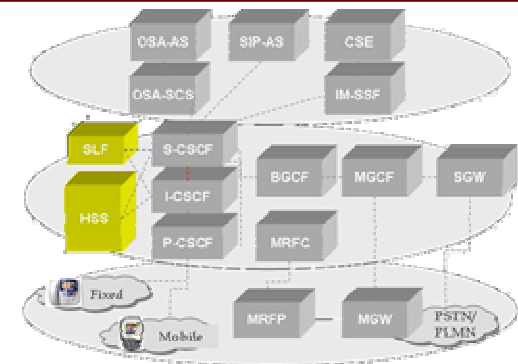 OSA-AS
SIP-AS
CSE
OSA-SCS
IM-SSF
SLF
S-CSCF
BGCF
MGCF
SGW
HSS
I-CSCF
P-CSCF
MRFC
Fixed
Mobile
MRFP
MGW
PSTN/
PLMN